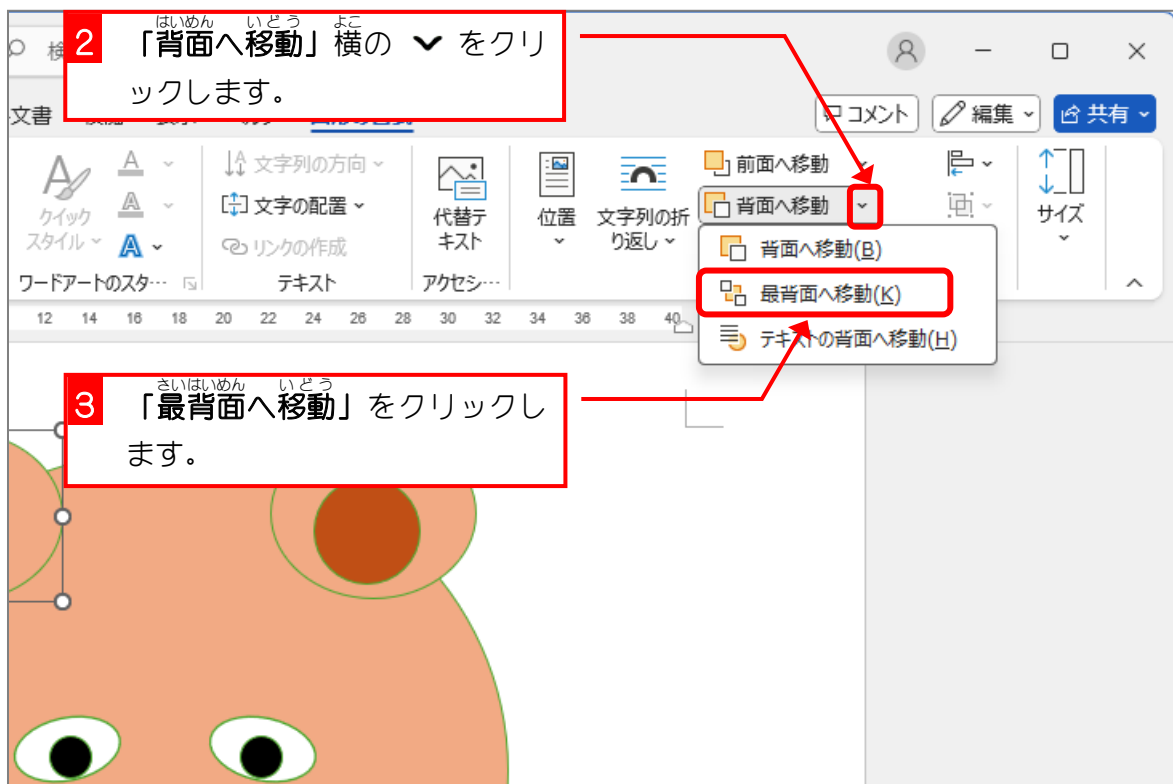 はいめん いどう よこ
2 「背面へ移動」横の ⌄ をクリ
ックします。
検
文書
コメント 編集 共有
クイック
スタイル
A
A
A
文字列の方向
文字の配置
リンクの作成
代替テ
キスト
位置
文字列の折
り返し
前面へ移動
背面へ移動
サイズ
背面へ移動(B)
最背面へ移動(K)
テキストの背面へ移動(H)
ワードアートのスタ… テキスト アクセシ…
12 14 16 18 20 22 24 26 28 30 32 34 36 38 40
さいはいめん いどう
3 「最背面へ移動」をクリックし
ます。